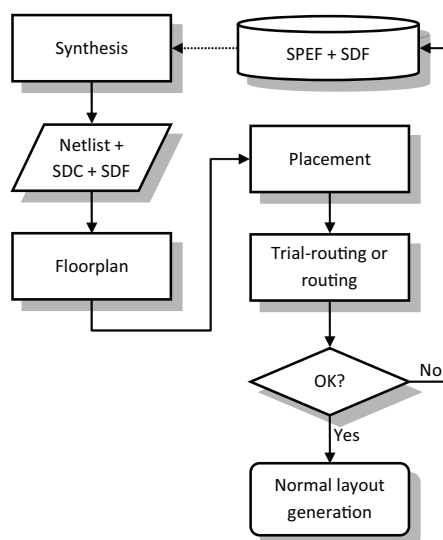 Synthesis
SPEF + SDF
Netlist +
SDC + SDF
Placement
Floorplan
Trial-routing or
routing
OK?
No
Yes
Normal layout
generation